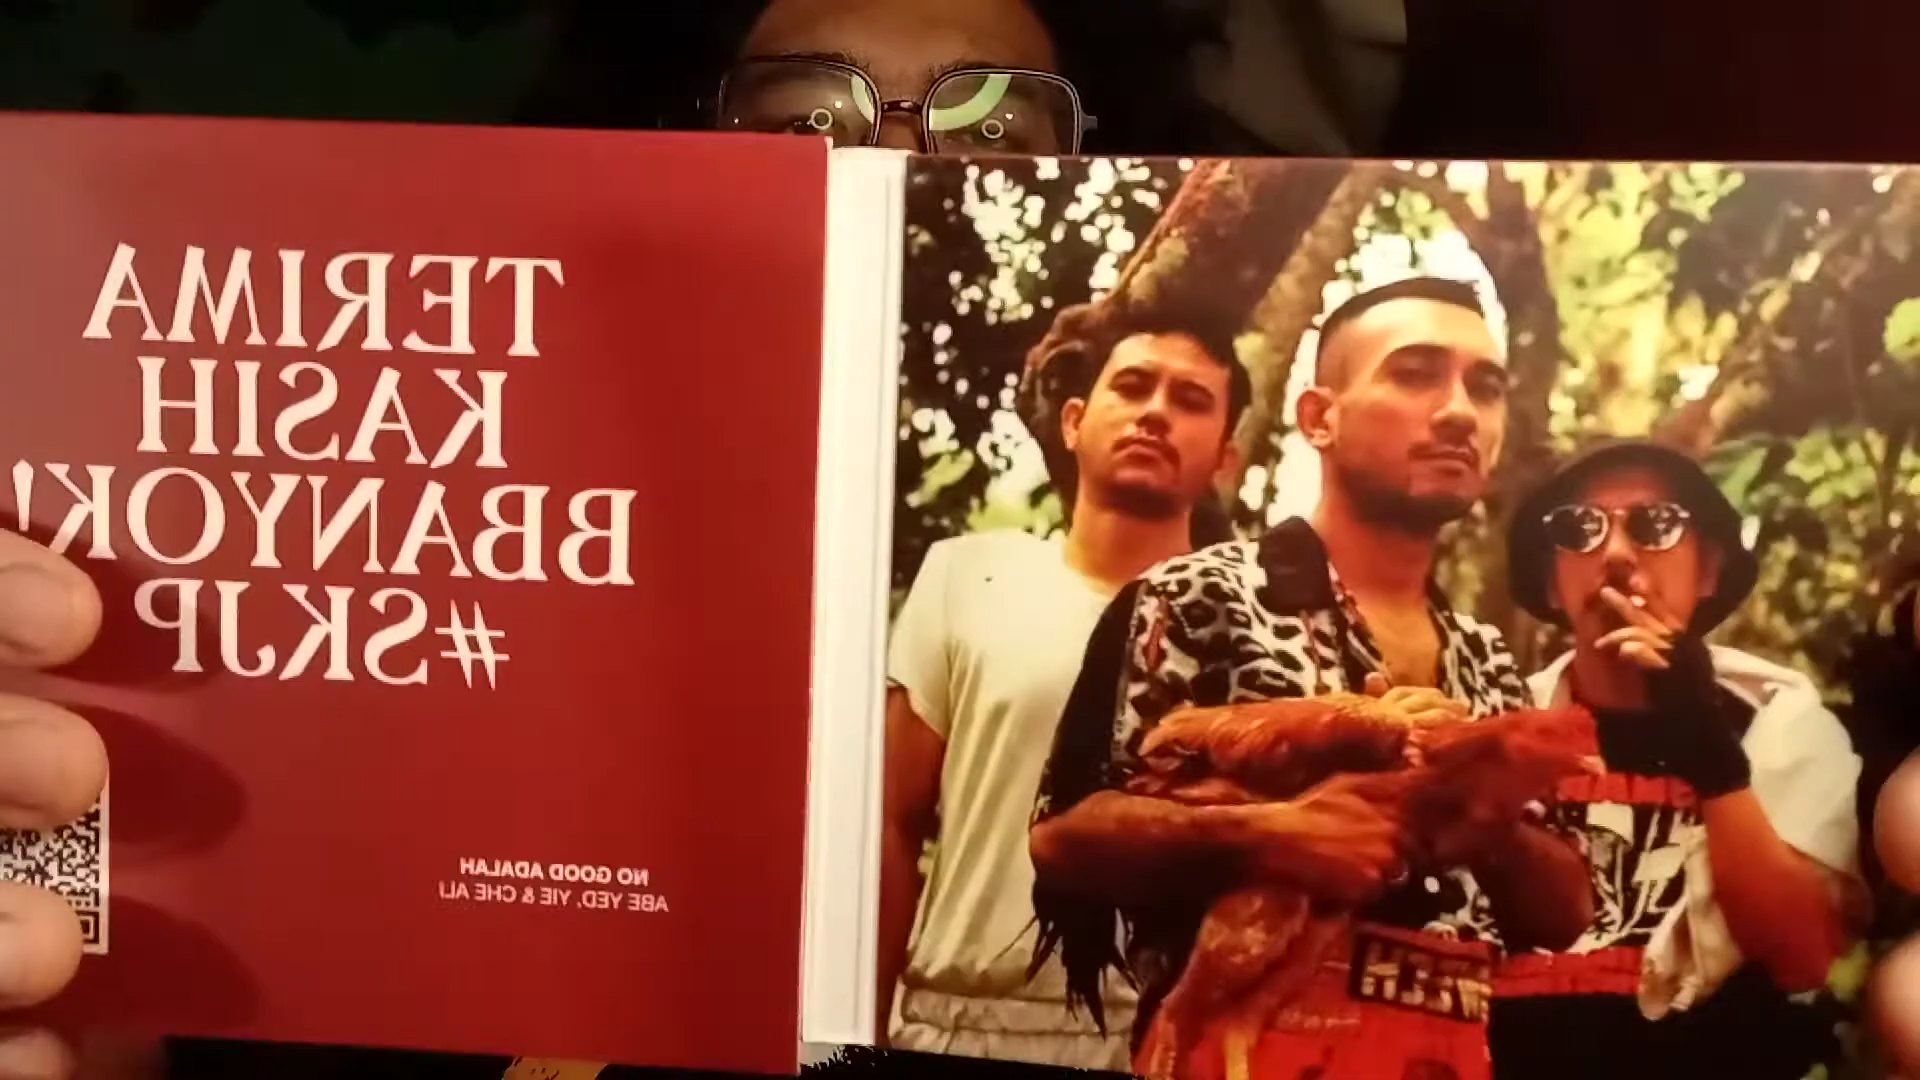 TERIMA
KASIH
BBANYOK!
#SKJP
NO GOOD ADALAH
ABE YED, YIE & CHE ALI